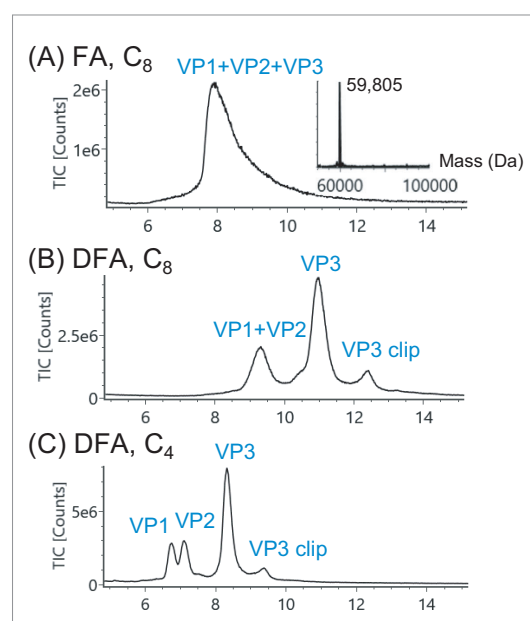 (A) FA, C8
VP1+VP2+VP3
2e6
1e6
TIC [Counts]
59,805
Mass (Da)
60000 100000
6 8 10 12 14
(B) DFA, C8
VP3
VP1+VP2
VP3 clip
2.5e6
0
TIC [Counts]
6 8 10 12 14
(C) DFA, C4
VP3
VP1 VP2
VP3 clip
5e6
0
TIC [Counts]
6 8 10 12 14